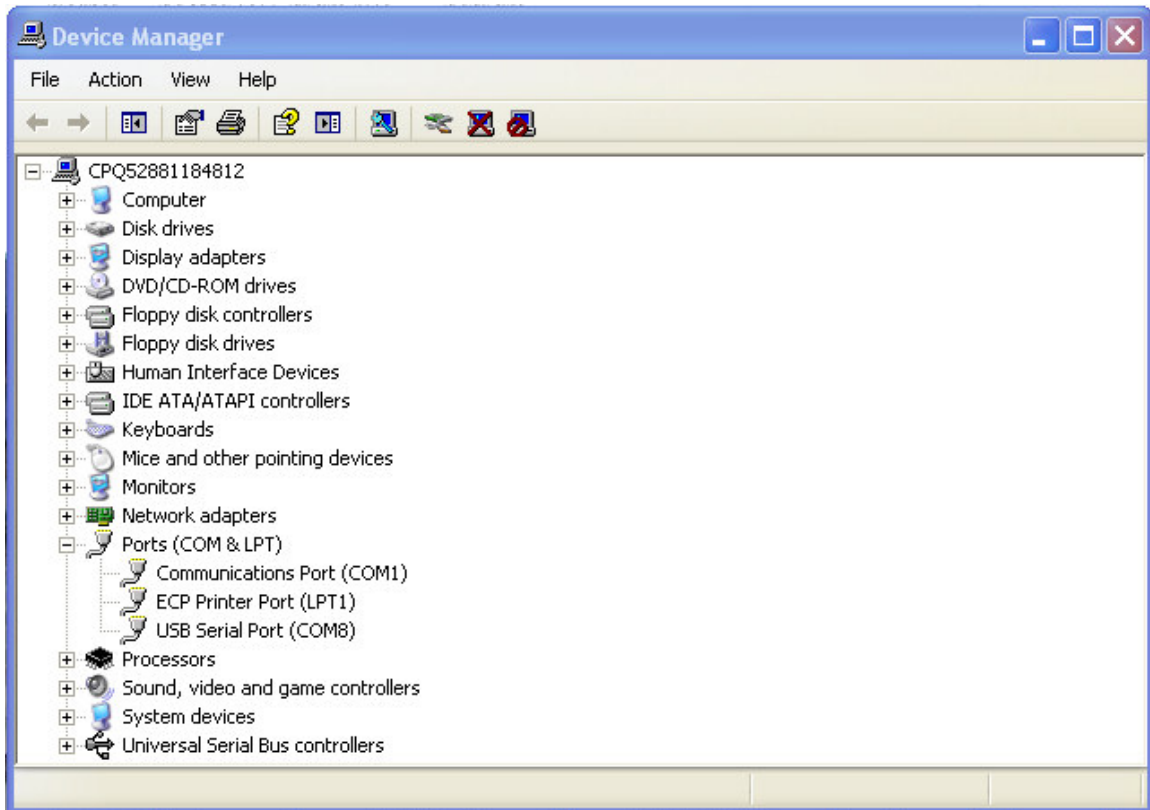 Device Manager
File Action View Help
CPQ52881184812
Computer
Disk drives
Display adapters
DVD/CD-ROM drives
Floppy disk controllers
Floppy disk drives
Human Interface Devices
IDE ATA/ATAPI controllers
Keyboards
Mice and other pointing devices
Monitors
Network adapters
Ports (COM & LPT)
Communications Port (COM1)
ECP Printer Port (LPT1)
USB Serial Port (COM8)
Processors
Sound, video and game controllers
System devices
Universal Serial Bus controllers